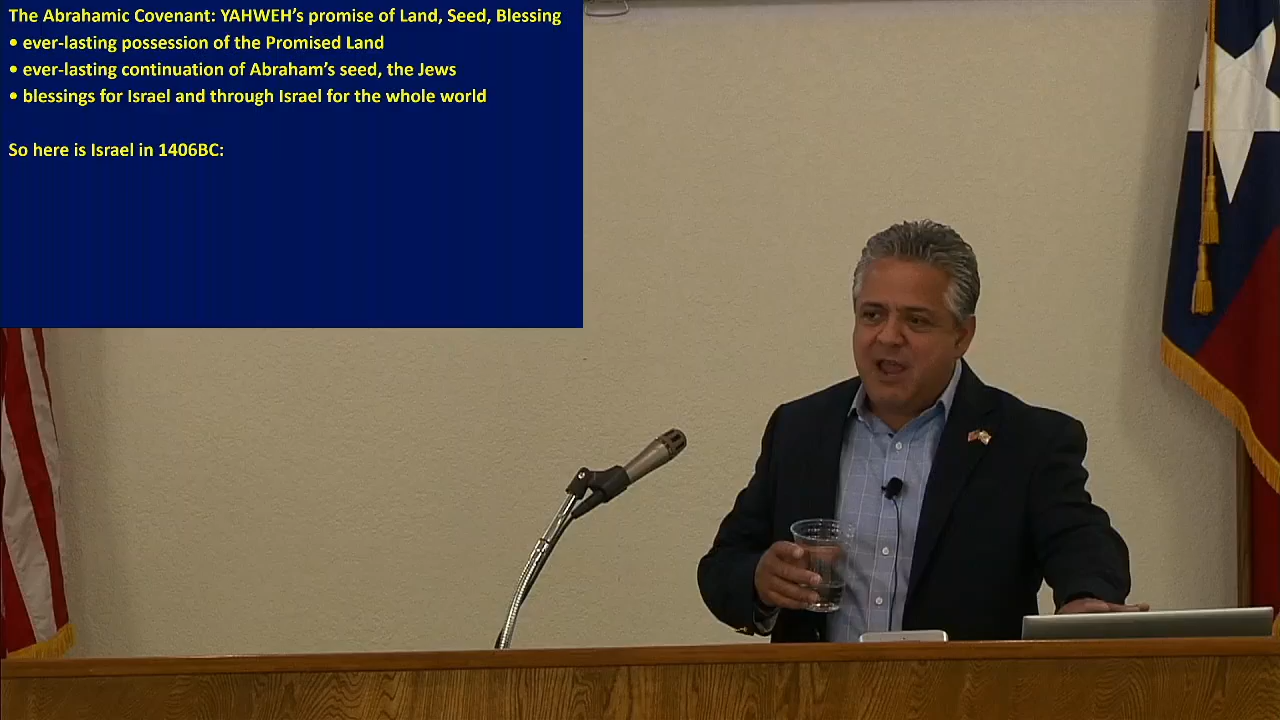 The Abrahamic Covenant: YAHWEH's promise of Land, Seed, Blessing
• ever-lasting possession of the Promised Land
• ever-lasting continuation of Abraham's seed, the Jews
• blessings for Israel and through Israel for the whole world
So here is Israel in 1406BC: